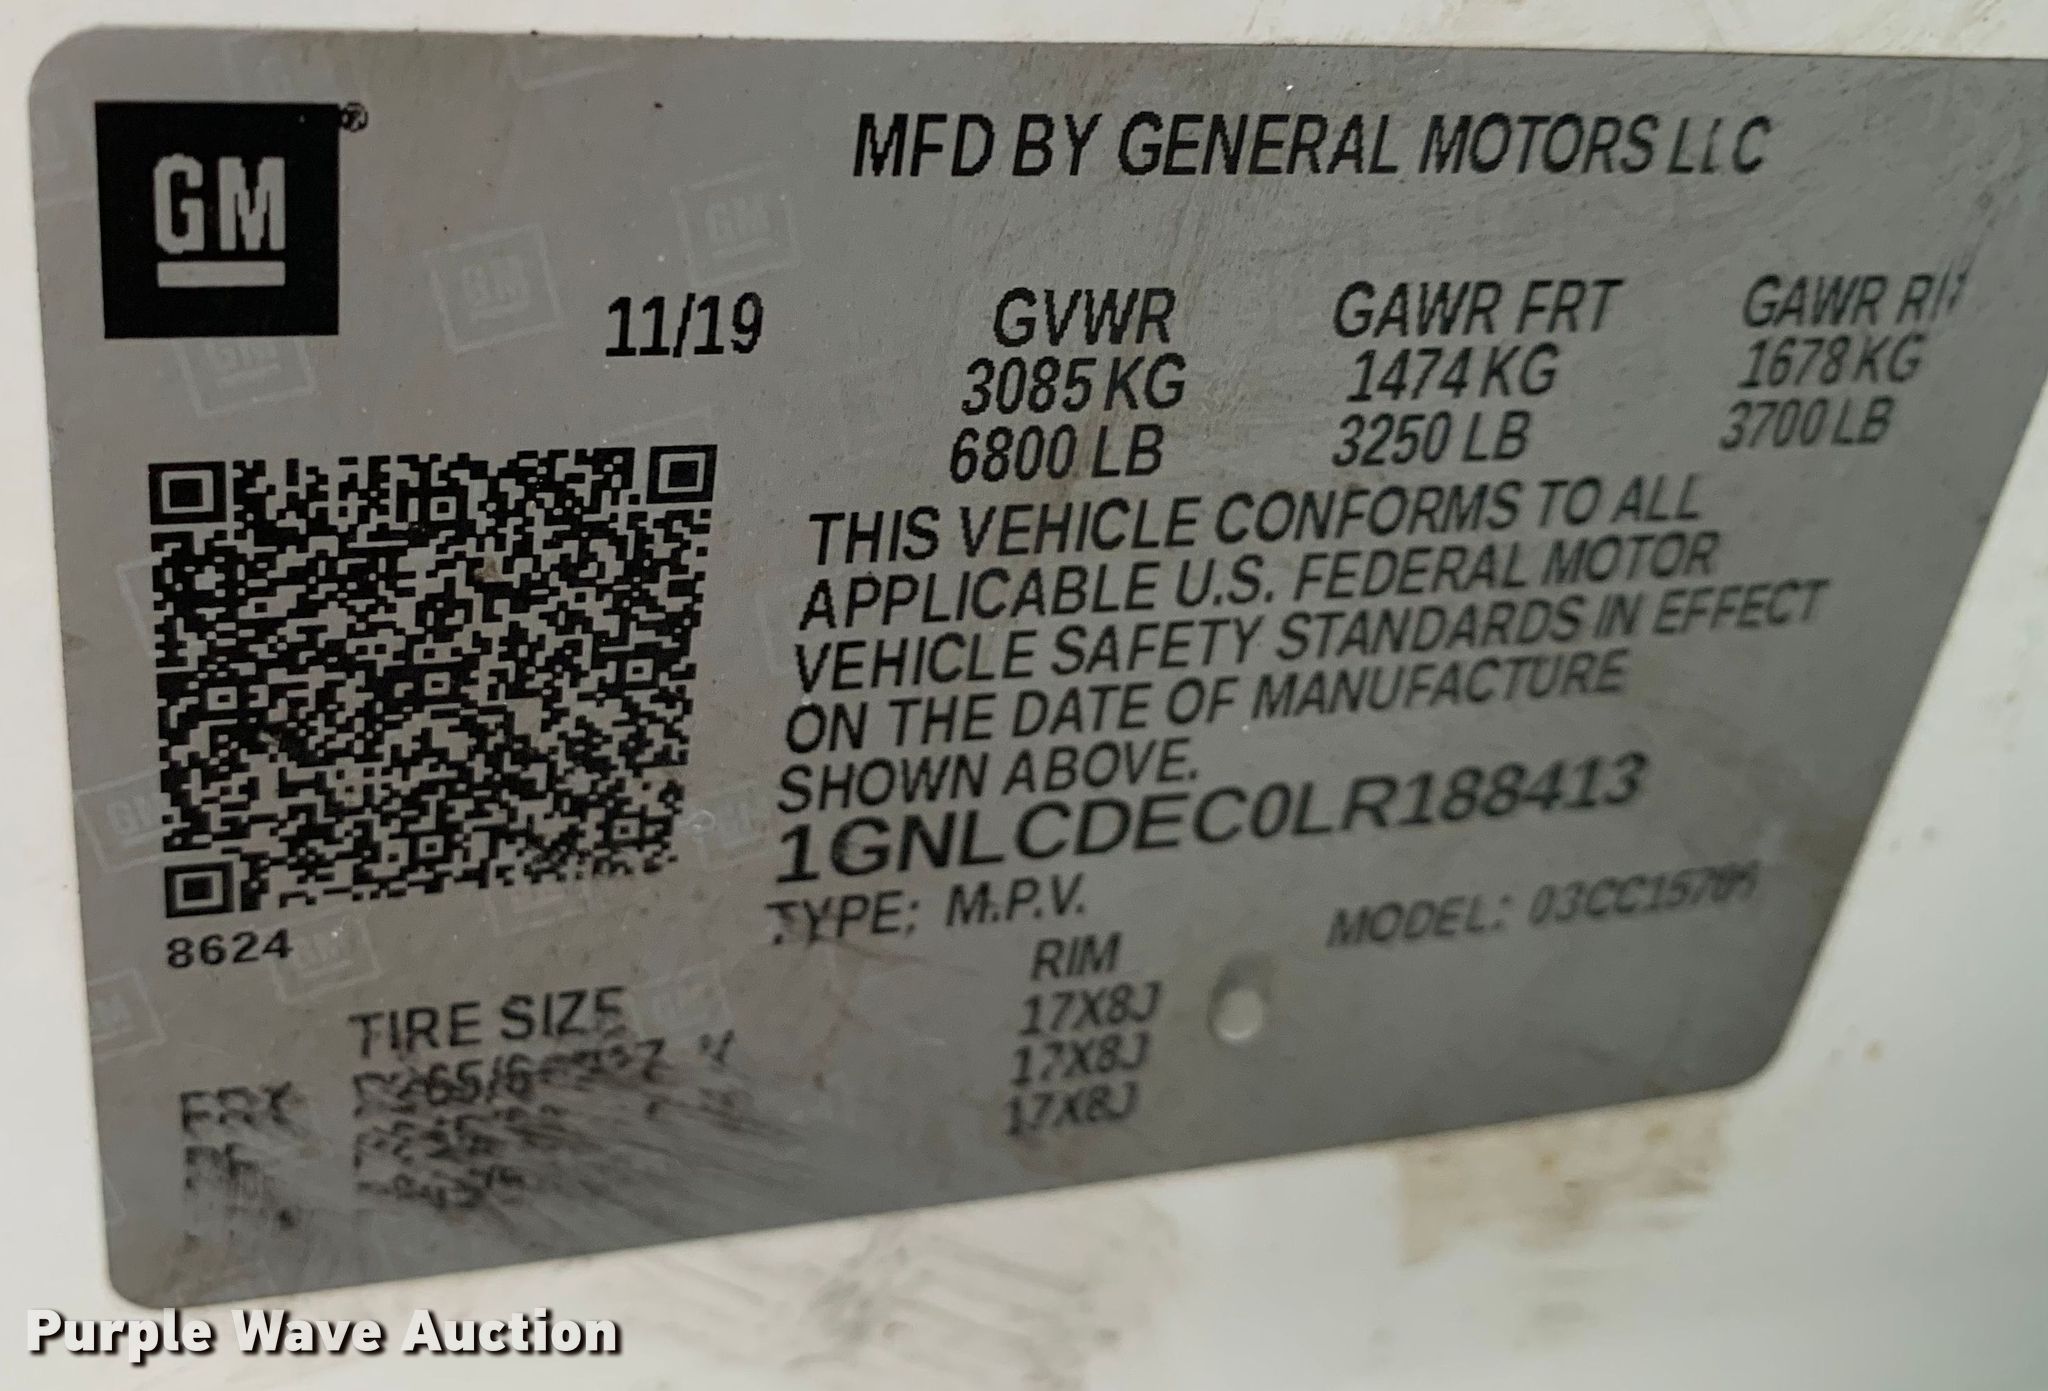 GM ®
MFD BY GENERAL MOTORS LLC
11/19 GVWR GAWR FRT GAWR RR
3085 KG 1474 KG 1678 KG
6800 LB 3250 LB 3700 LB
THIS VEHICLE CONFORMS TO ALL
APPLICABLE U.S. FEDERAL MOTOR
VEHICLE SAFETY STANDARDS IN EFFECT
ON THE DATE OF MANUFACTURE
SHOWN ABOVE.
1GNLCDEC0LR188413
8624
TYPE: M.P.V. MODEL:
TIRE SIZE RIM
17X8J
17X8J
17X8J
Purple Wave Auction